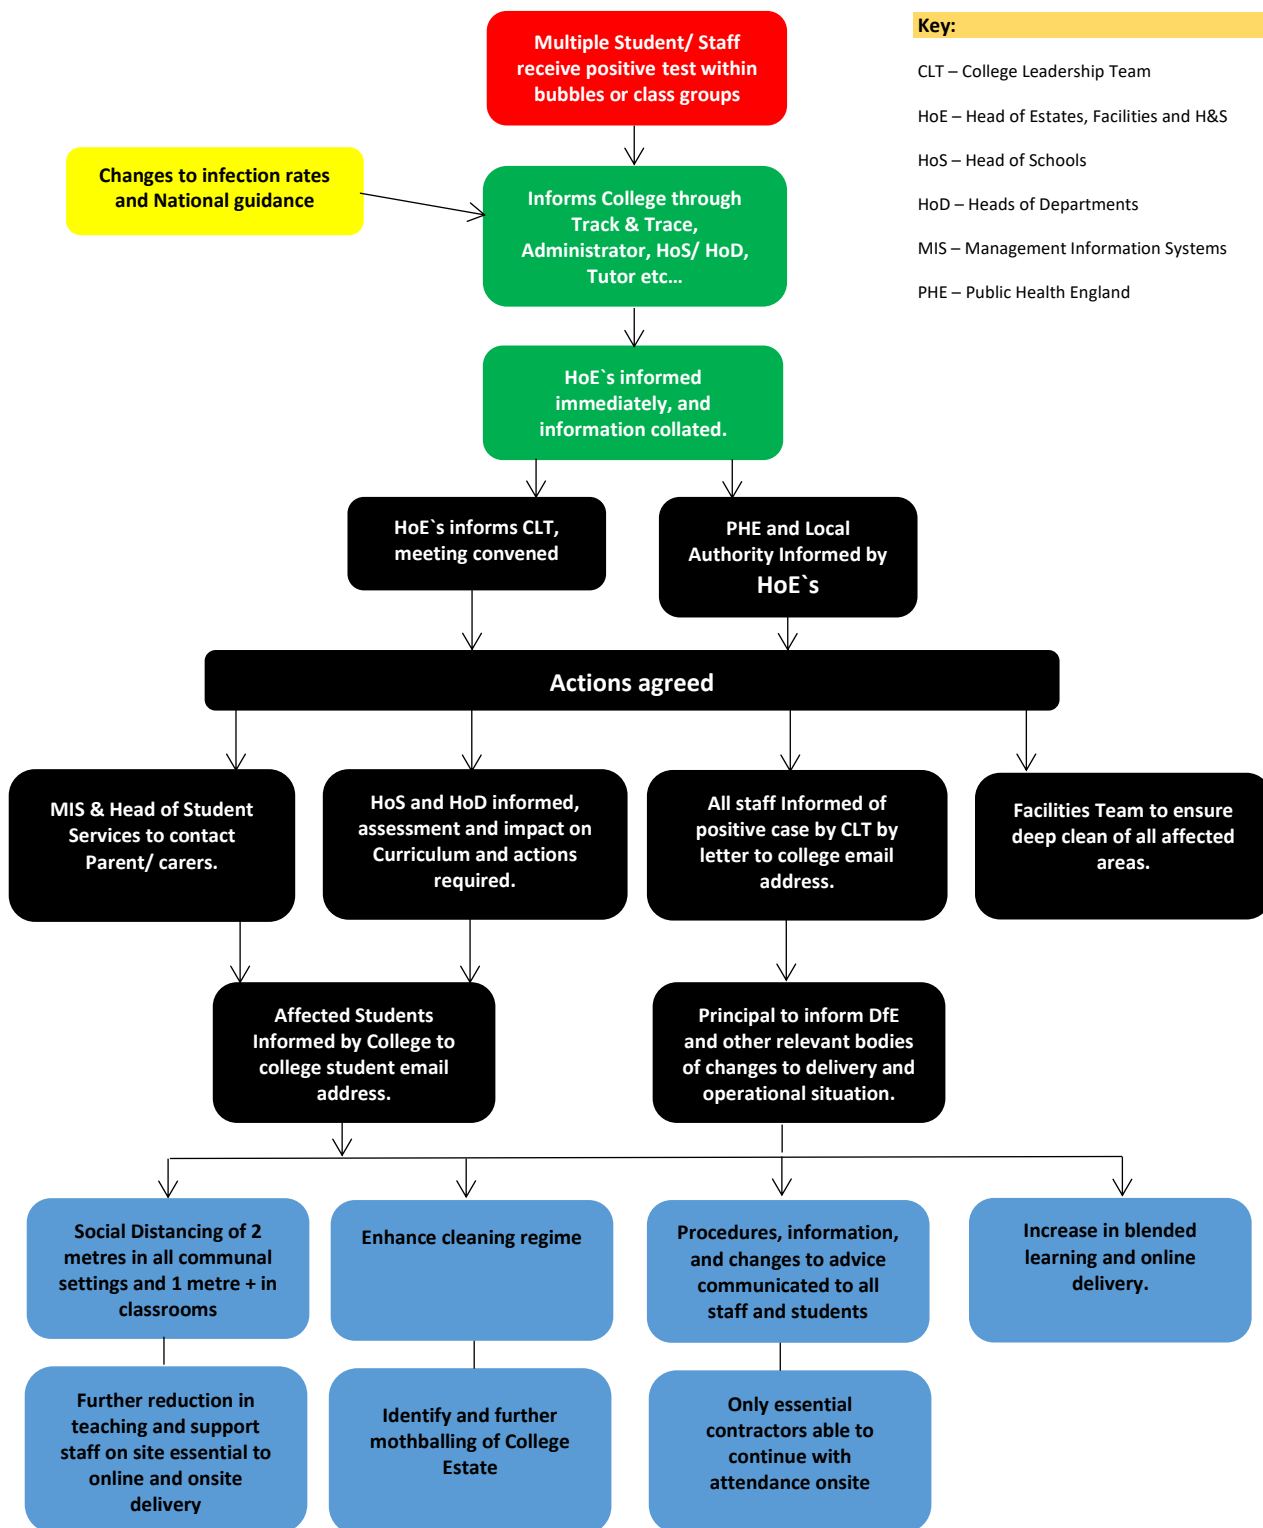 Multiple Student/ Staff
receive positive test within
bubbles or class groups
Key:
CLT – College Leadership Team
HoE – Head of Estates, Facilities and H&S
HoS – Head of Schools
HoD – Heads of Departments
MIS – Management Information Systems
PHE – Public Health England
Changes to infection rates
and National guidance
Informs College through
Track & Trace,
Administrator, HoS/ HoD,
Tutor etc…
HoE`s informed
immediately, and
information collated.
HoE`s informs CLT,
meeting convened
PHE and Local
Authority Informed by
HoE`s
Actions agreed
MIS & Head of Student
Services to contact
Parent/ carers.
HoS and HoD informed,
assessment and impact on
Curriculum and actions
required.
All staff Informed of
positive case by CLT by
letter to college email
address.
Facilities Team to ensure
deep clean of all affected
areas.
Affected Students
Informed by College to
college student email
address.
Principal to inform DfE
and other relevant bodies
of changes to delivery and
operational situation.
Social Distancing of 2
metres in all communal
settings and 1 metre + in
classrooms
Enhance cleaning regime
Procedures, information,
and changes to advice
communicated to all
staff and students
Increase in blended
learning and online
delivery.
Further reduction in
teaching and support
staff on site essential to
online and onsite
delivery
Identify and further
mothballing of College
Estate
Only essential
contractors able to
continue with
attendance onsite